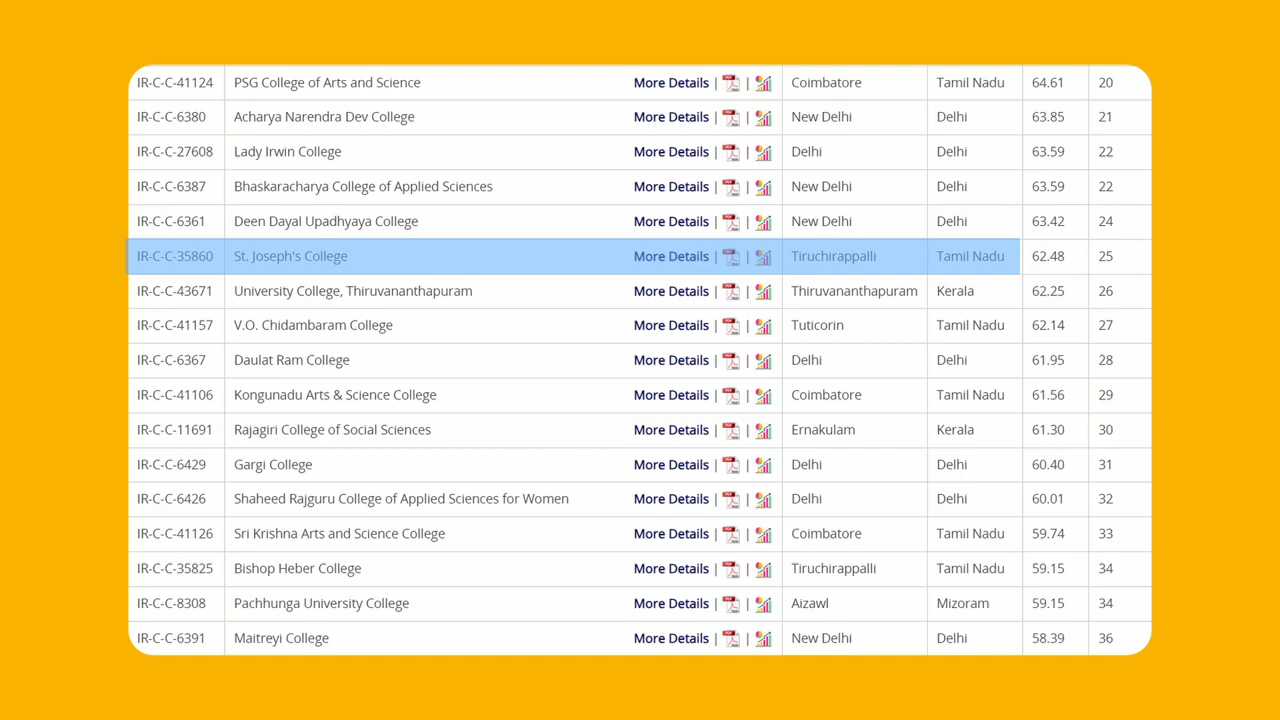 IR-C-C-41124 PSG College of Arts and Science More Details | | Coimbatore Tamil Nadu 64.61 20
IR-C-C-6380 Acharya Narendra Dev College More Details | | New Delhi Delhi 63.85 21
IR-C-C-27608 Lady Irwin College More Details | | Delhi Delhi 63.59 22
IR-C-C-6387 Bhaskaracharya College of Applied Sciences More Details | | New Delhi Delhi 63.59 22
IR-C-C-6361 Deen Dayal Upadhyaya College More Details | | New Delhi Delhi 63.42 24
IR-C-C-35860 St. Joseph's College More Details | | Tiruchirappalli Tamil Nadu 62.48 25
IR-C-C-43671 University College, Thiruvananthapuram More Details | | Thiruvananthapuram Kerala 62.25 26
IR-C-C-41157 V.O. Chidambaram College More Details | | Tuticorin Tamil Nadu 62.14 27
IR-C-C-6367 Daulat Ram College More Details | | Delhi Delhi 61.95 28
IR-C-C-41106 Kongunadu Arts & Science College More Details | | Coimbatore Tamil Nadu 61.56 29
IR-C-C-11691 Rajagiri College of Social Sciences More Details | | Ernakulam Kerala 61.30 30
IR-C-C-6429 Gargi College More Details | | Delhi Delhi 60.40 31
IR-C-C-6426 Shaheed Rajguru College of Applied Sciences for Women More Details | | Delhi Delhi 60.01 32
IR-C-C-41126 Sri Krishna Arts and Science College More Details | | Coimbatore Tamil Nadu 59.74 33
IR-C-C-35825 Bishop Heber College More Details | | Tiruchirappalli Tamil Nadu 59.15 34
IR-C-C-8308 Pachhunga University College More Details | | Aizawl Mizoram 59.15 34
IR-C-C-6391 Maitreyi College More Details | | New Delhi Delhi 58.39 36